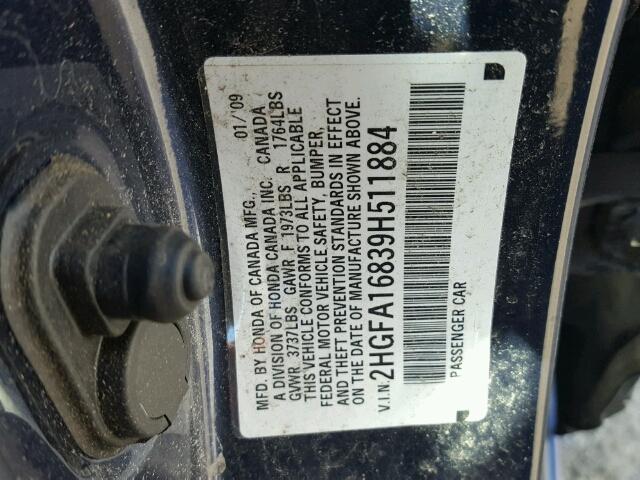 MFD. BY HONDA OF CANADA MFG., 01/'09
A DIVISION OF HONDA CANADA INC. CANADA
GVWR 3737LBS GAWR F 1973LBS R 1764LBS
THIS VEHICLE CONFORMS TO ALL APPLICABLE
FEDERAL MOTOR VEHICLE SAFETY, BUMPER,
AND THEFT PREVENTION STANDARDS IN EFFECT
ON THE DATE OF MANUFACTURE SHOWN ABOVE.
V.I.N: 2HGFA16839H511884
PASSENGER CAR